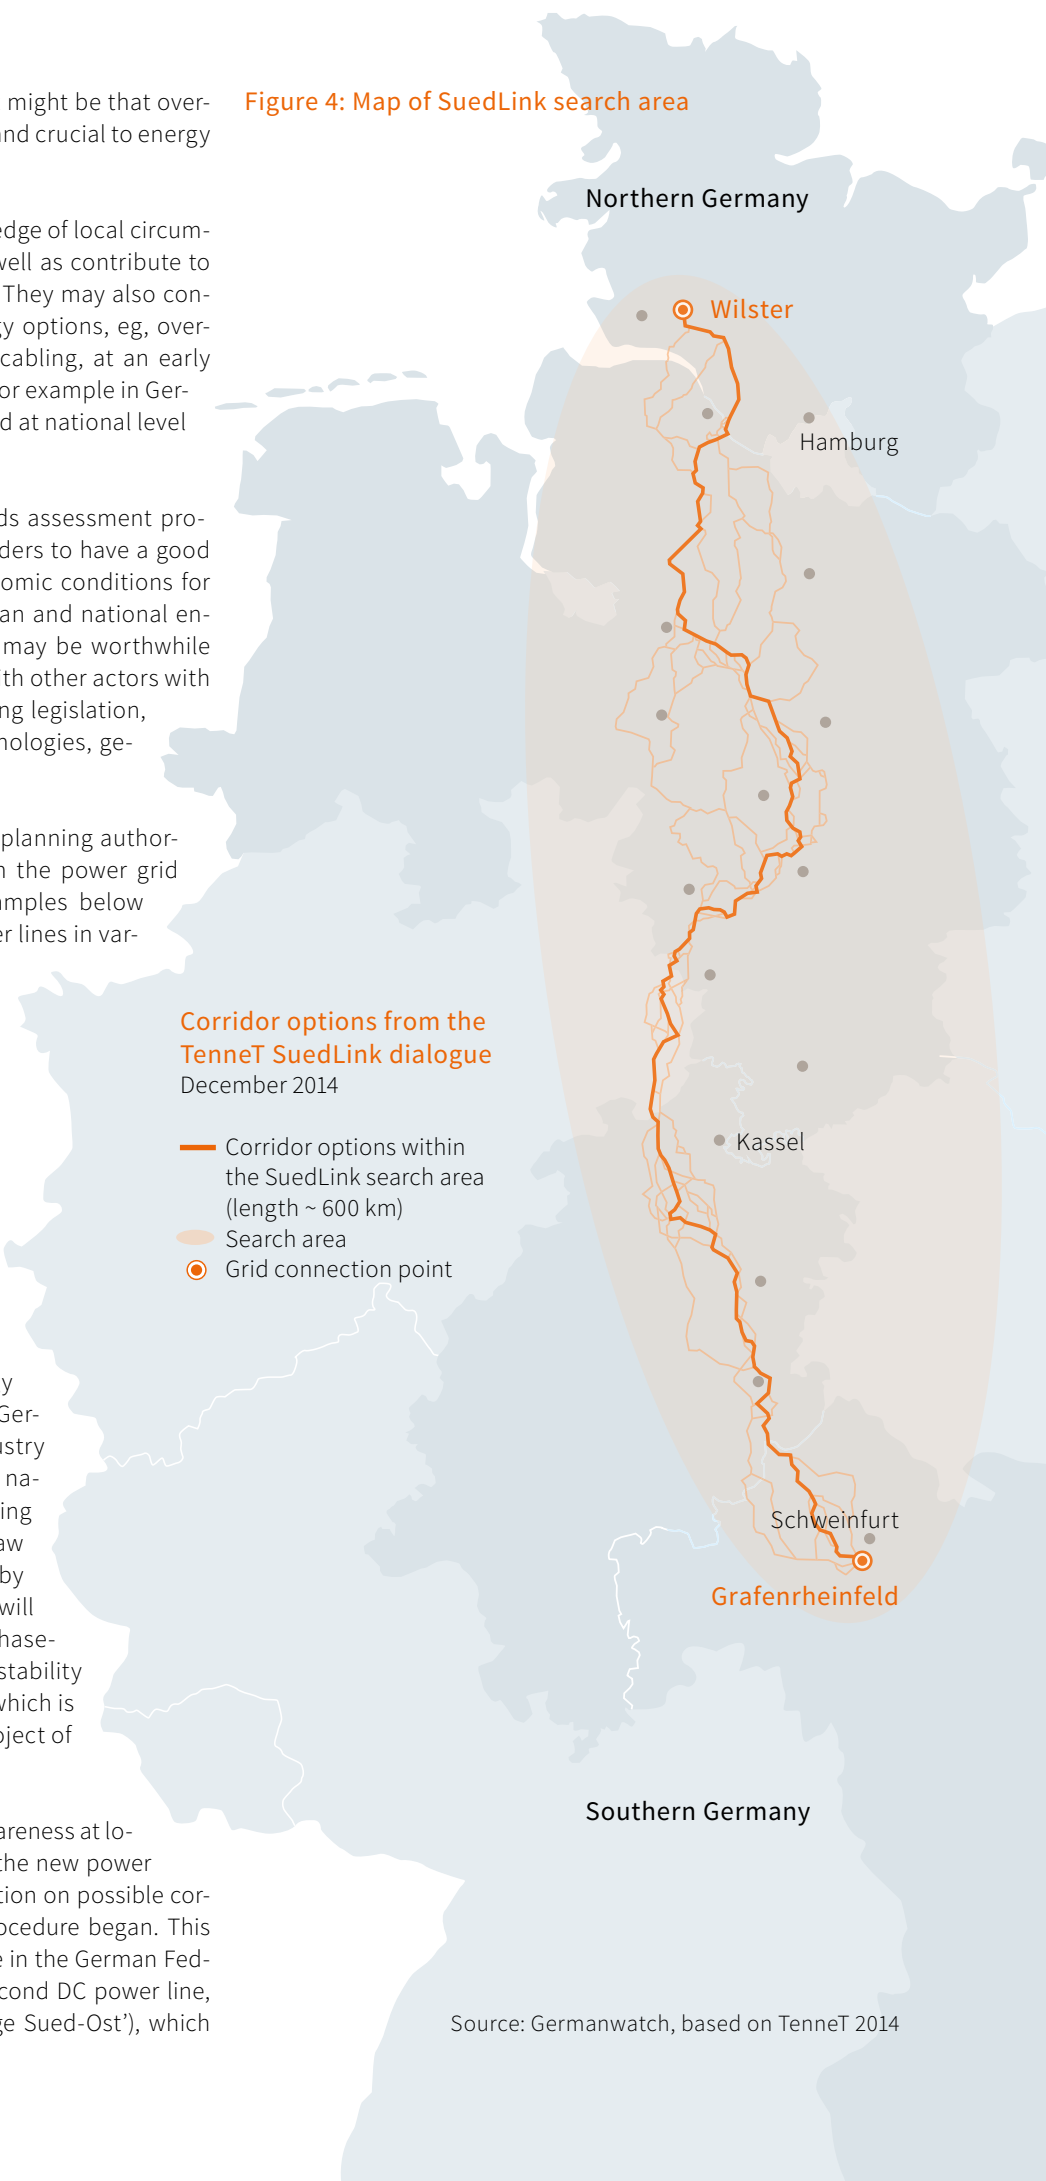 might be that over-
and crucial to energy
edge of local circum-
well as contribute to
They may also con-
gy options, eg, over-
cabling, at an early
or example in Ger-
d at national level
ds assessment pro-
ders to have a good
omic conditions for
an and national en-
may be worthwhile
ith other actors with
ng legislation,
nologies, ge-
planning author-
n the power grid
amples below
er lines in var-
y
Ger-
ustry
na-
ing
aw
by
will
hase-
stability
which is
oject of
areness at lo-
the new power
tion on possible cor-
ocedure began. This
e in the German Fed-
cond DC power line,
ge Sued-Ost'), which
Figure 4: Map of SuedLink search area
Northern Germany
Wilster
Hamburg
Corridor options from the
TenneT SuedLink dialogue
December 2014
Corridor options within
the SuedLink search area
(length ~ 600 km)
Search area
Grid connection point
Kassel
Schweinfurt
Grafenrheinfeld
Southern Germany
Source: Germanwatch, based on TenneT 2014